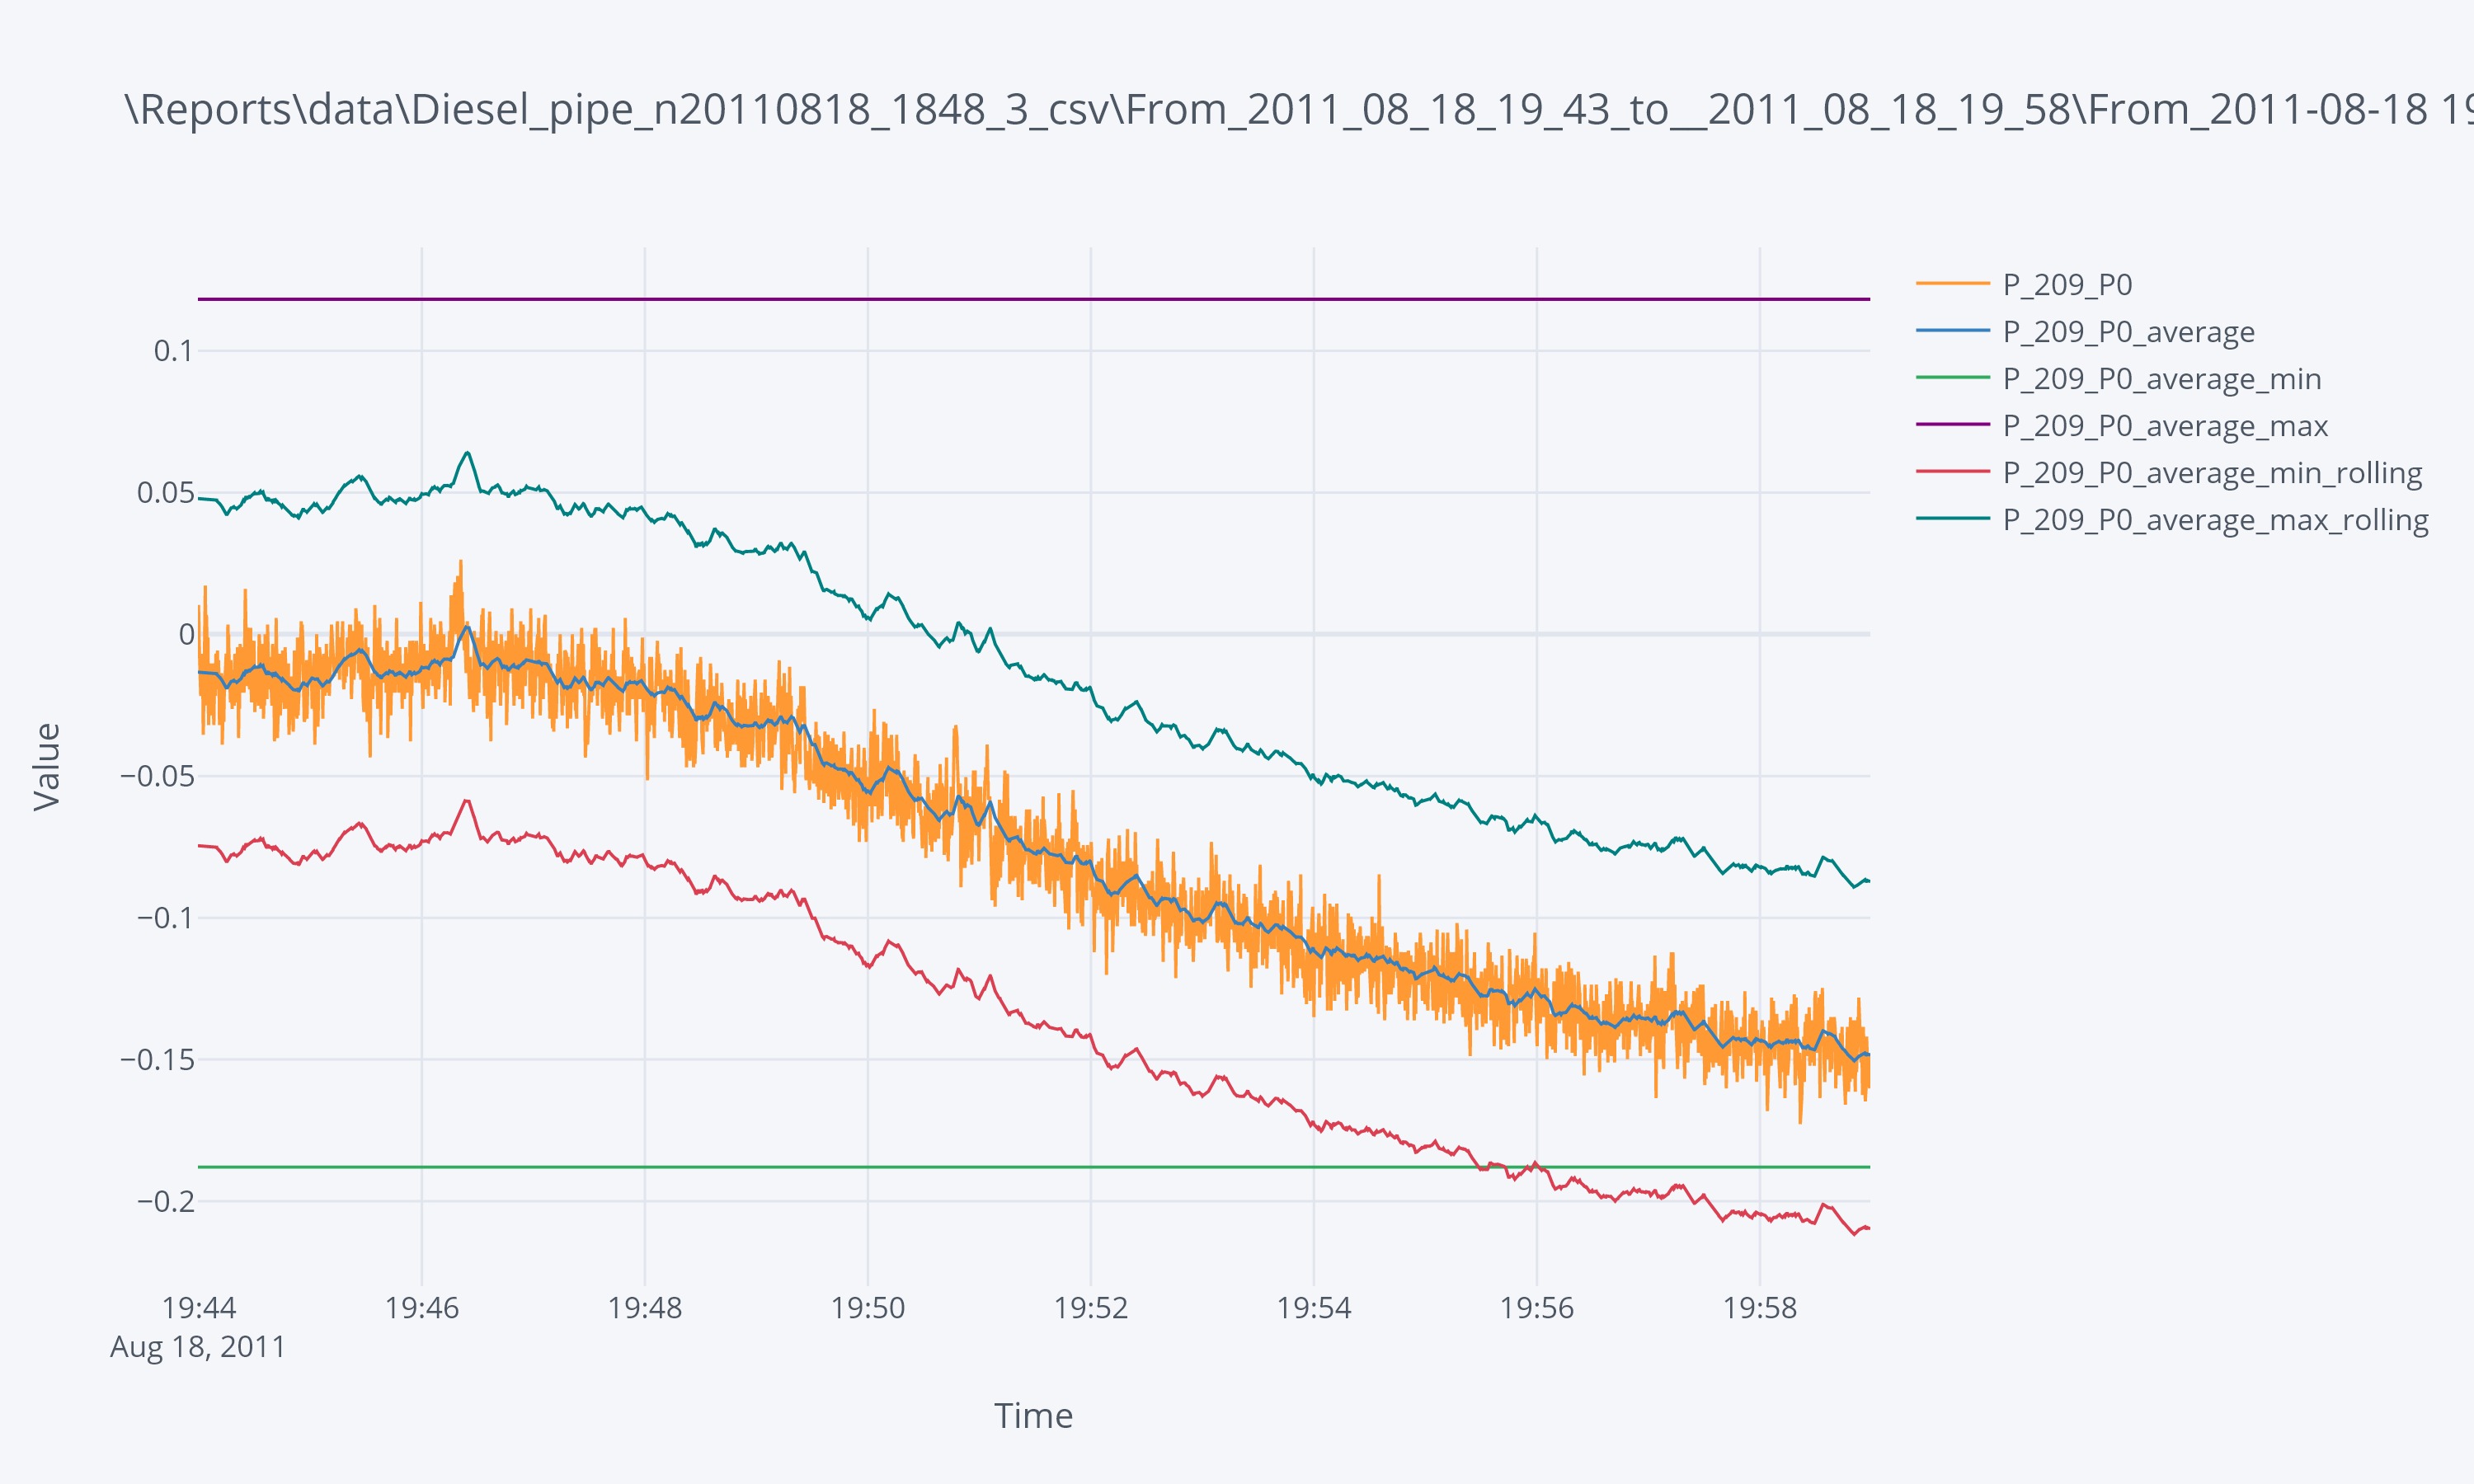 \Reports\data\Diesel_pipe_n20110818_1848_3_csv\From_2011_08_18_19_43_to__2011_08_18_19_58\From_2011-08-18 19
P_209_P0
P_209_P0_average
P_209_P0_average_min
P_209_P0_average_max
P_209_P0_average_min_rolling
P_209_P0_average_max_rolling
Value
0.1
0.05
0
−0.05
−0.1
−0.15
−0.2
19:44 19:46 19:48 19:50 19:52 19:54 19:56 19:58
Aug 18, 2011
Time